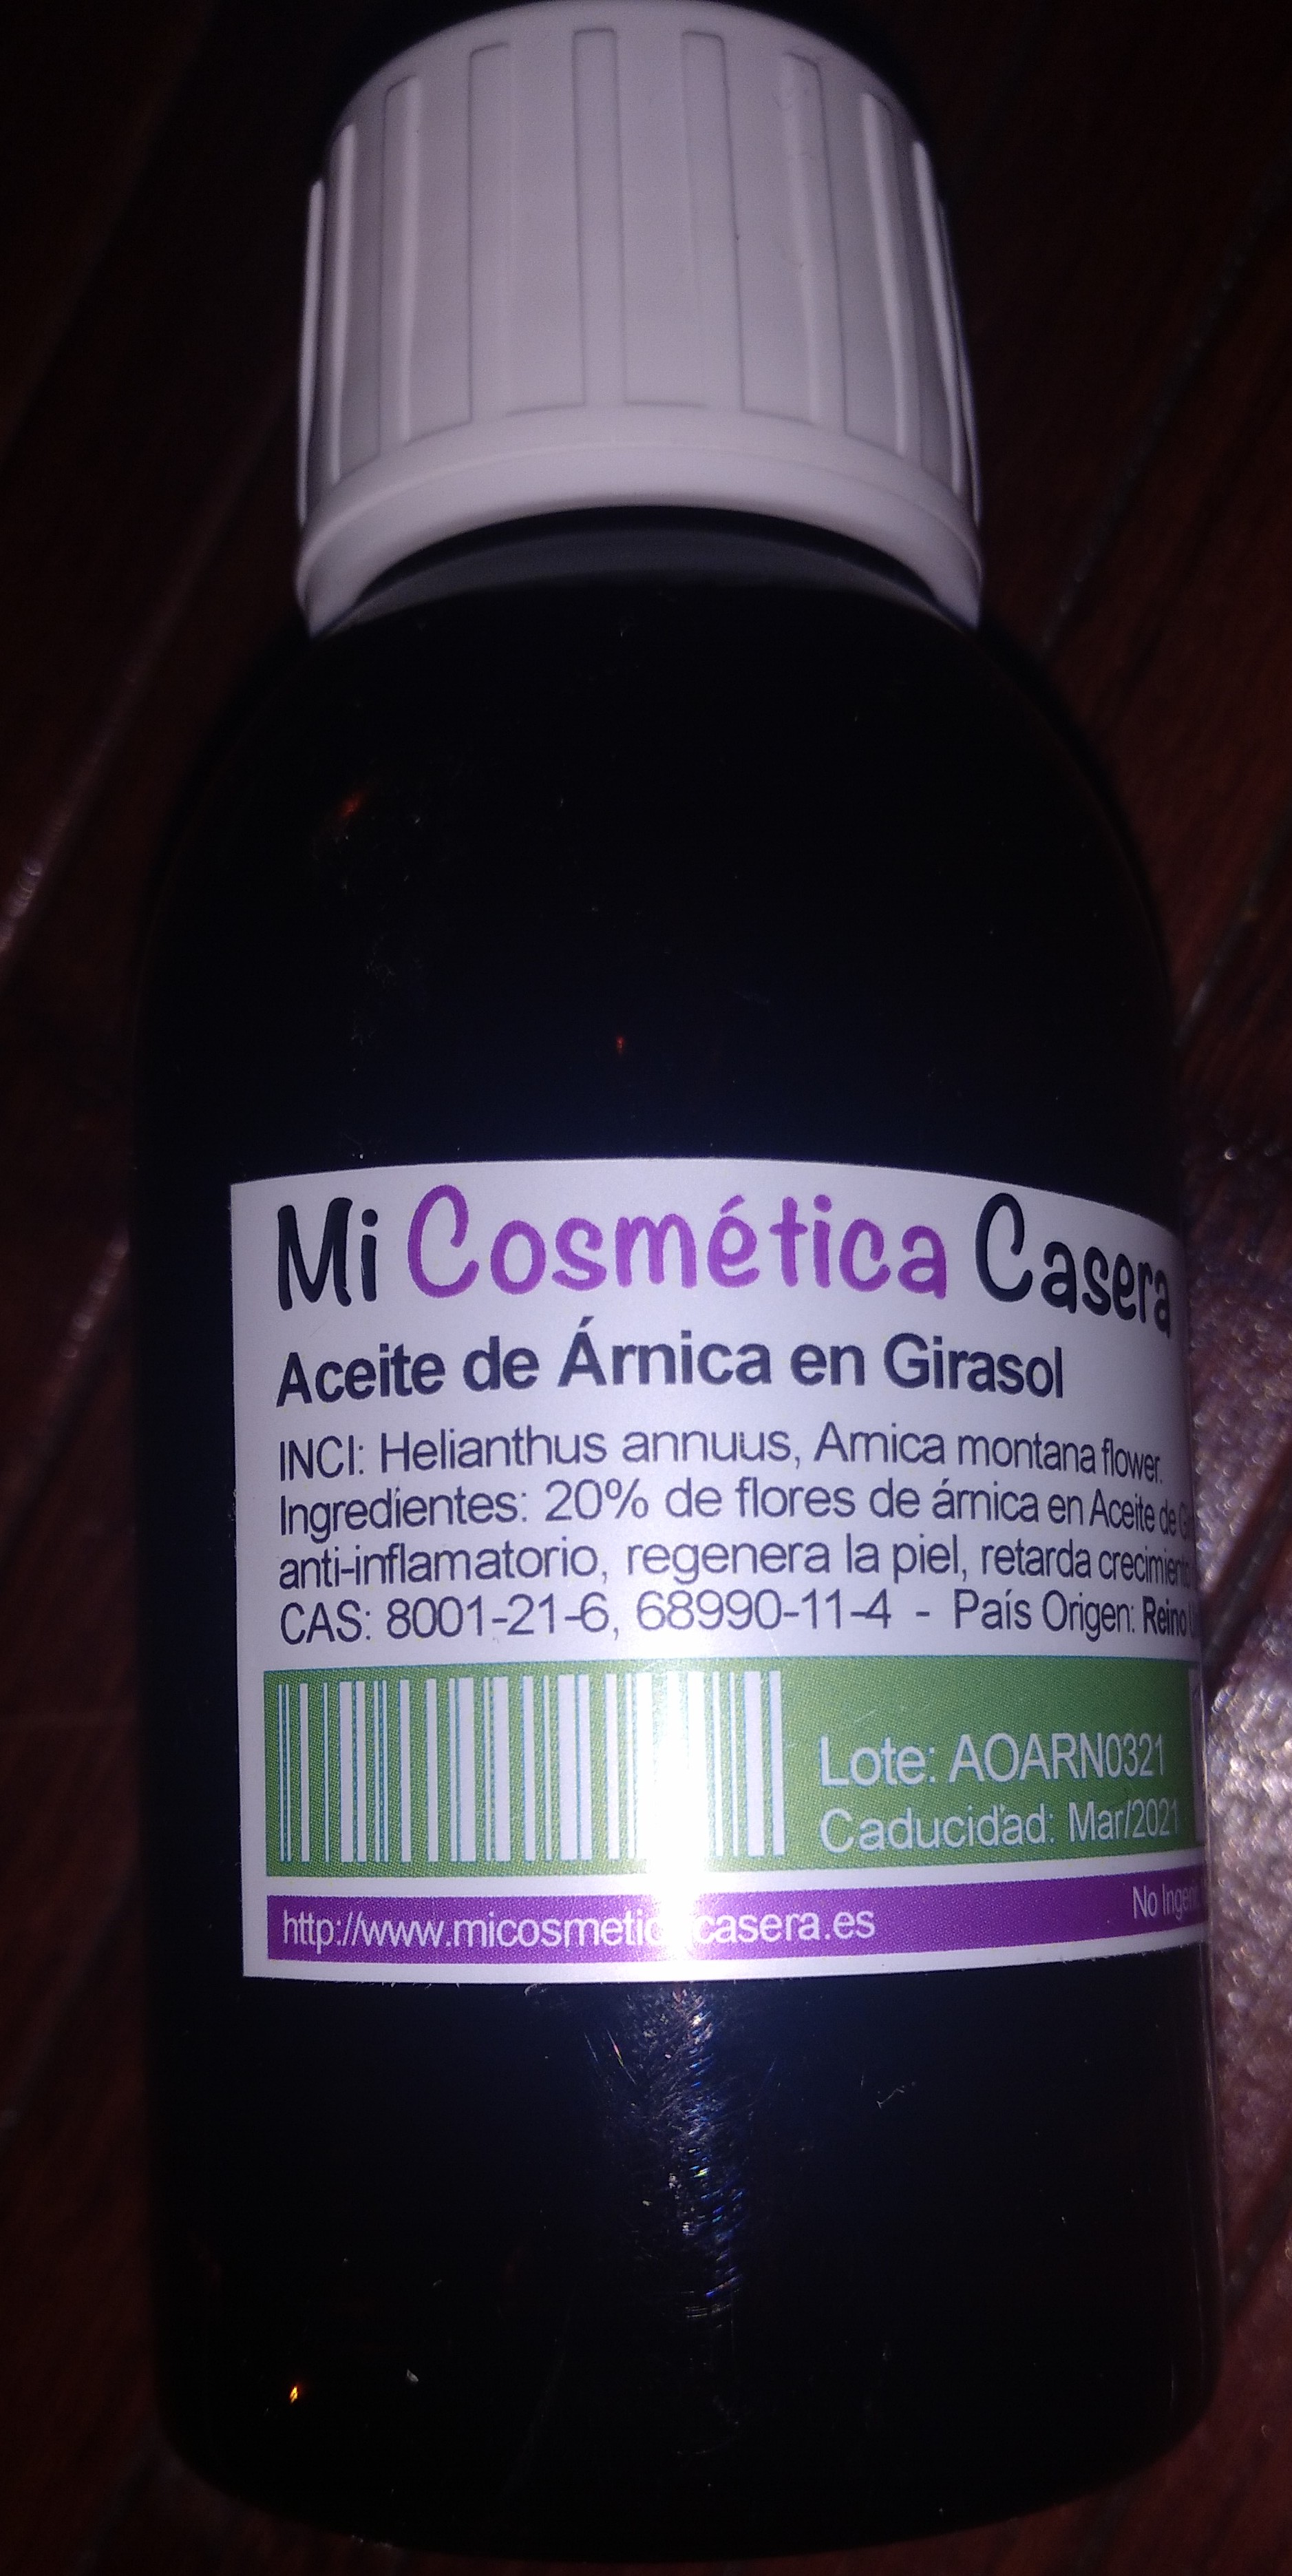 Mi Cosmética Casera
Aceite de Árnica en Girasol
INCI: Helianthus annuus, Arnica montana flower.
Ingredientes: 20% de flores de árnica en Aceite de
anti-inflamatorio, regenera la piel, retarda
CAS: 8001-21-6, 68990-11-4 - País Origen: Reino
Lote: AOARN0321
Caducidad: Mar/2021
http://www.micosmeticacasera.es
No